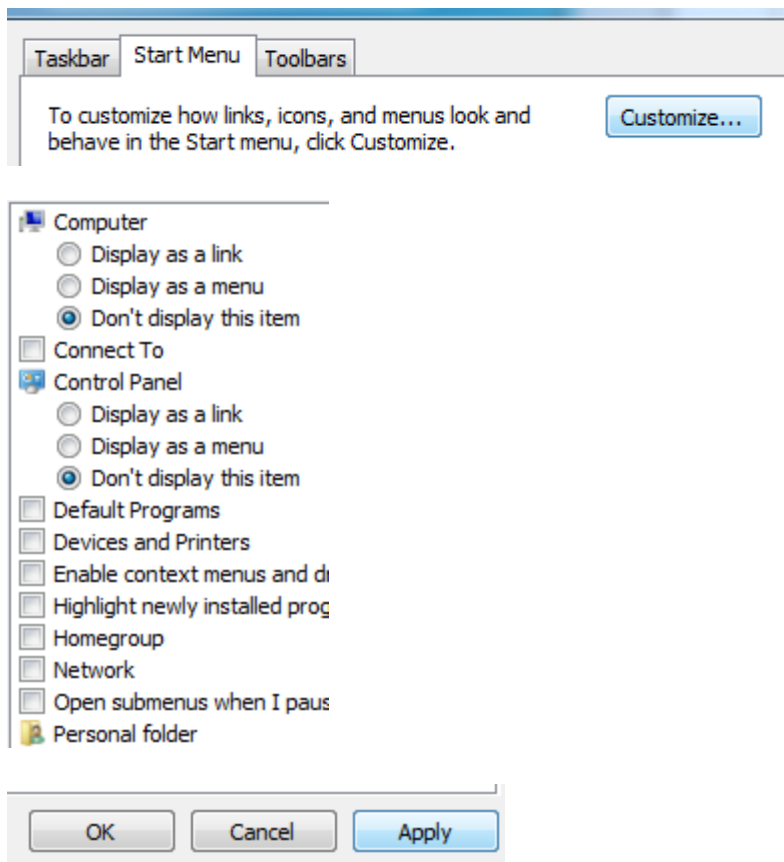 Taskbar Start Menu Toolbars
To customize how links, icons, and menus look and
behave in the Start menu, click Customize.
Customize...
Computer
Display as a link
Display as a menu
Don't display this item
Connect To
Control Panel
Display as a link
Display as a menu
Don't display this item
Default Programs
Devices and Printers
Enable context menus and
Highlight newly installed prog
Homegroup
Network
Open submenus when I paus
Personal folder
OK Cancel Apply